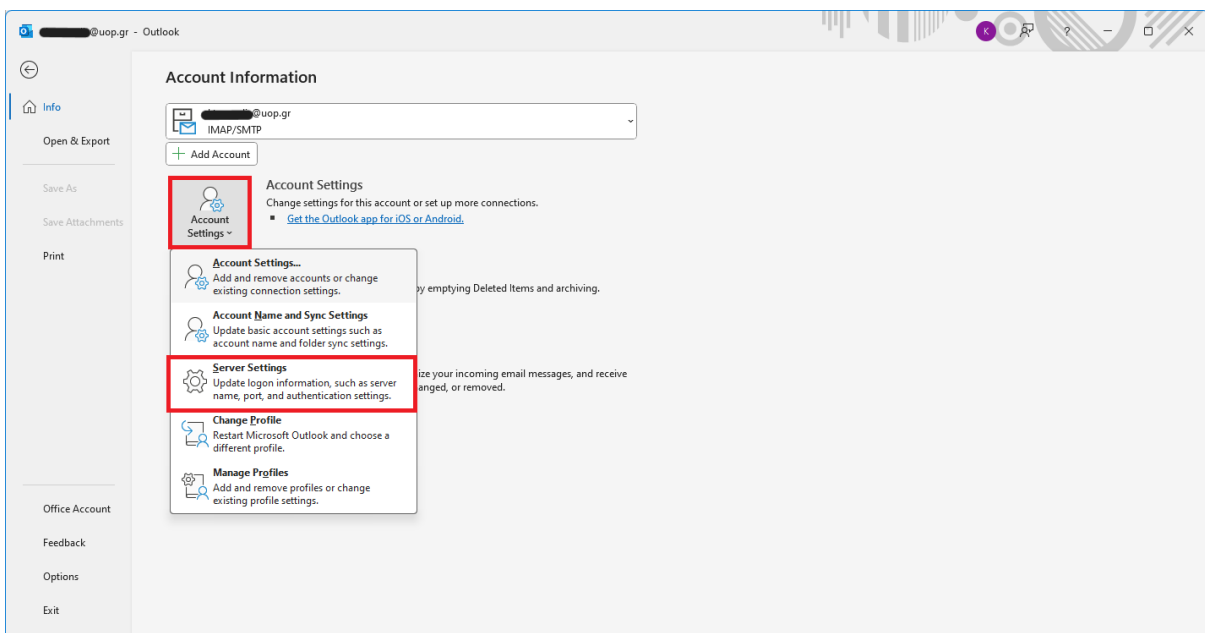 @uop.gr - Outlook
K
?
Account Information
Info
@uop.gr
IMAP/SMTP
Open & Export
Add Account
Save As
Save Attachments
Print
Account
Settings
Account Settings
Change settings for this account or set up more connections.
Get the Outlook app for iOS or Android.
Account Settings...
Add and remove accounts or change
existing connection settings.
by emptying Deleted Items and archiving.
Account Name and Sync Settings
Update basic account settings such as
account name and folder sync settings.
Server Settings
Update logon information, such as server
name, port, and authentication settings.
ize your incoming email messages, and receive
anged, or removed.
Change Profile
Restart Microsoft Outlook and choose a
different profile.
Manage Profiles
Add and remove profiles or change
existing profile settings.
Office Account
Feedback
Options
Exit